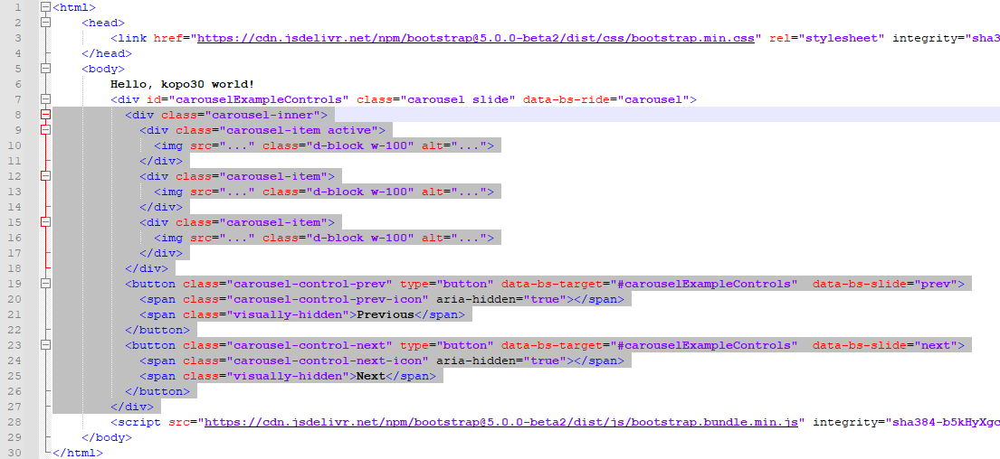 1 <html>
2 <head>
3 <link href="https://cdn.jsdelivr.net/npm/bootstrap@5.0.0-beta2/dist/css/bootstrap.min.css" rel="stylesheet" integrity="sha3
4 </head>
5 <body>
6 Hello, kopo30 world!
7 <div id="carouselExampleControls" class="carousel slide" data-bs-ride="carousel">
8 <div class="carousel-inner">
9 <div class="carousel-item active">
10 <img src="..." class="d-block w-100" alt="...">
11 </div>
12 <div class="carousel-item">
13 <img src="..." class="d-block w-100" alt="...">
14 </div>
15 <div class="carousel-item">
16 <img src="..." class="d-block w-100" alt="...">
17 </div>
18 </div>
19 <button class="carousel-control-prev" type="button" data-bs-target="#carouselExampleControls"  data-bs-slide="prev">
20 <span class="carousel-control-prev-icon" aria-hidden="true"></span>
21 <span class="visually-hidden">Previous</span>
22 </button>
23 <button class="carousel-control-next" type="button" data-bs-target="#carouselExampleControls"  data-bs-slide="next">
24 <span class="carousel-control-next-icon" aria-hidden="true"></span>
25 <span class="visually-hidden">Next</span>
26 </button>
27 </div>
28 <script src="https://cdn.jsdelivr.net/npm/bootstrap@5.0.0-beta2/dist/js/bootstrap.bundle.min.js" integrity="sha384-b5kHyXgc
29 </body>
30 </html>